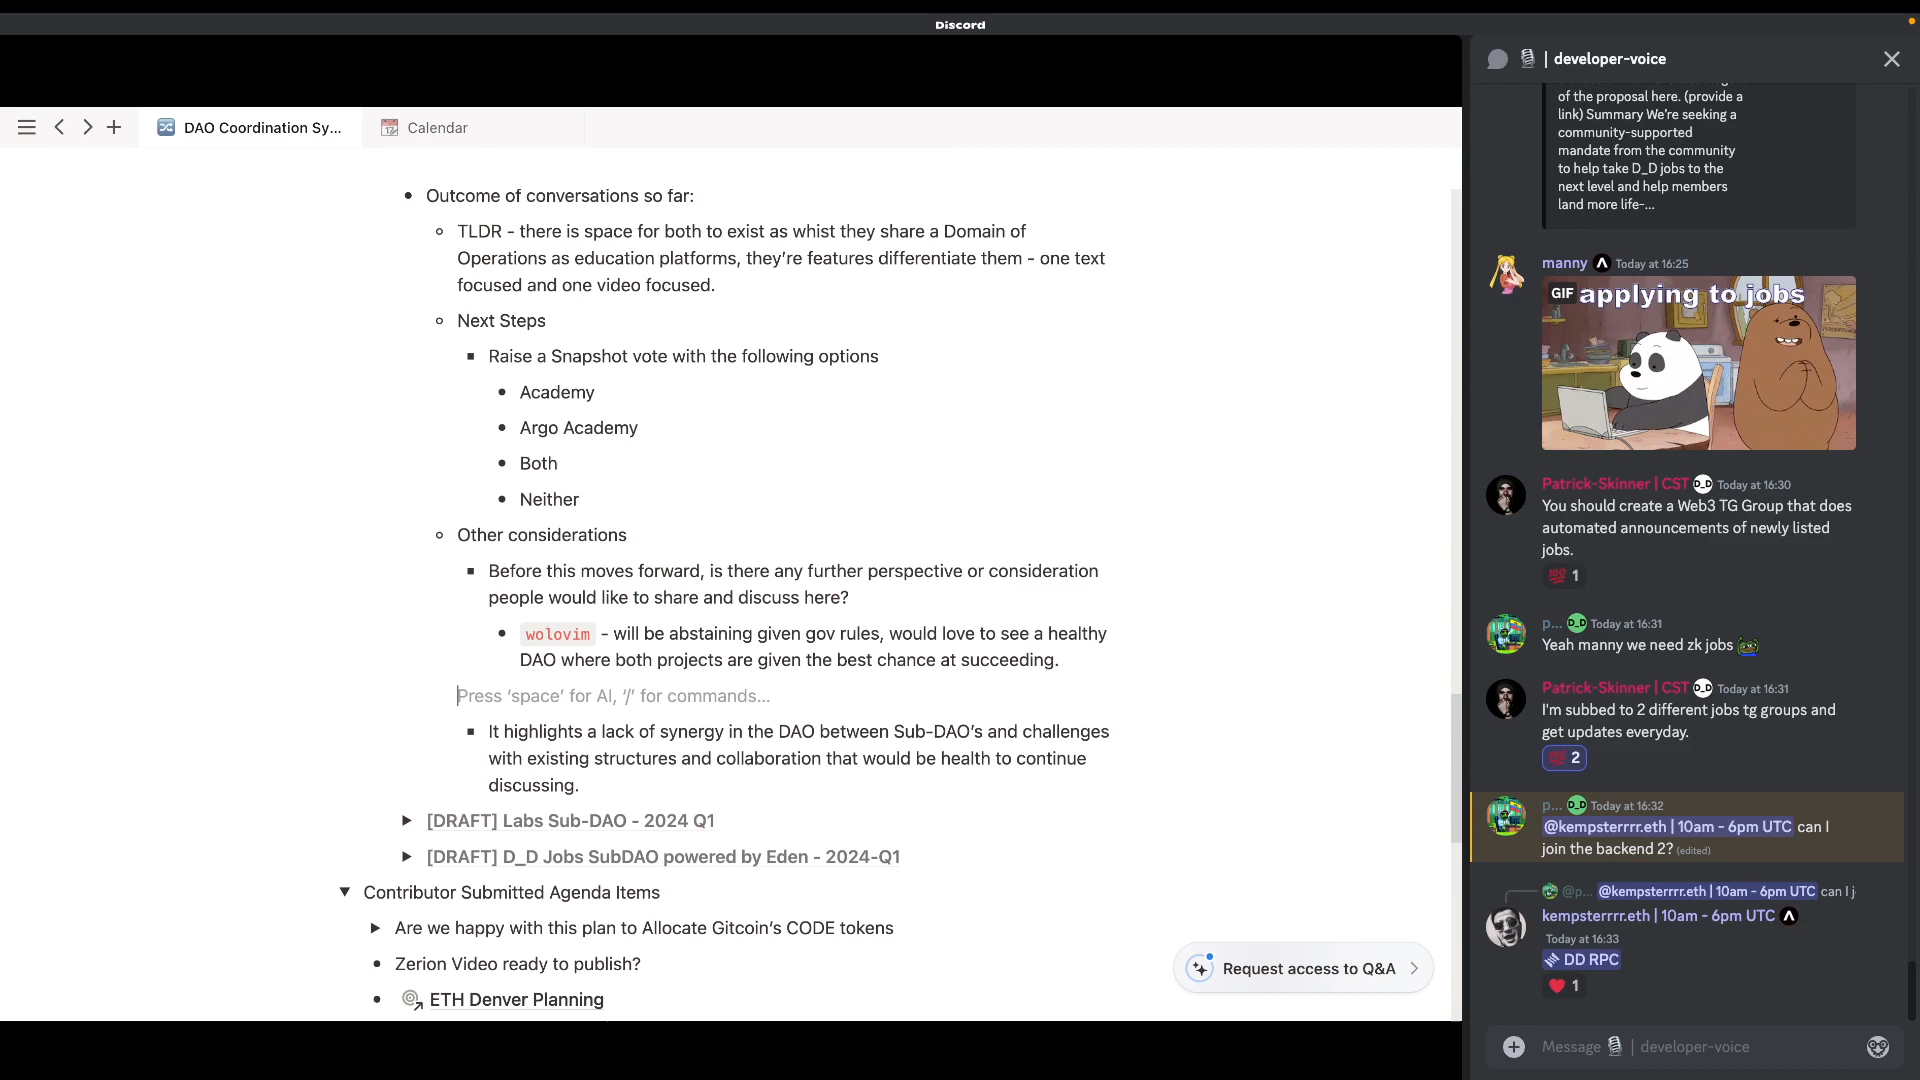 Discord
DAO Coordination Sy...
Calendar
Outcome of conversations so far:
TLDR - there is space for both to exist as whist they share a Domain of
Operations as education platforms, they're features differentiate them - one text
focused and one video focused.
Next Steps
Raise a Snapshot vote with the following options
Academy
Argo Academy
Both
Neither
Other considerations
Before this moves forward, is there any further perspective or consideration
people would like to share and discuss here?
wolovim - will be abstaining given gov rules, would love to see a healthy
DAO where both projects are given the best chance at succeeding.
Press 'space' for AI, '/' for commands...
It highlights a lack of synergy in the DAO between Sub-DAO's and challenges
with existing structures and collaboration that would be health to continue
discussing.
[DRAFT] Labs Sub-DAO - 2024 Q1
[DRAFT] D_D Jobs SubDAO powered by Eden - 2024-Q1
Contributor Submitted Agenda Items
Are we happy with this plan to Allocate Gitcoin's CODE tokens
Zerion Video ready to publish?
ETH Denver Planning
Request access to Q&A
| developer-voice
of the proposal here. (provide a
link) Summary We're seeking a
community-supported
mandate from the community
to help take D_D jobs to the
next level and help members
land more life-...
manny Today at 16:25
GIF applying to jobs
Patrick-Skinner | CST D_D Today at 16:30
You should create a Web3 TG Group that does
automated announcements of newly listed
jobs.
1
p... D_D Today at 16:31
Yeah manny we need zk jobs
Patrick-Skinner | CST D_D Today at 16:31
I'm subbed to 2 different jobs tg groups and
get updates everyday.
2
p... D_D Today at 16:32
@kempsterrrr.eth | 10am - 6pm UTC can I
join the backend 2? (edited)
@p... @kempsterrrr.eth | 10am - 6pm UTC can I j
kempsterrrr.eth | 10am - 6pm UTC
Today at 16:33
DD RPC
1
Message | developer-voice